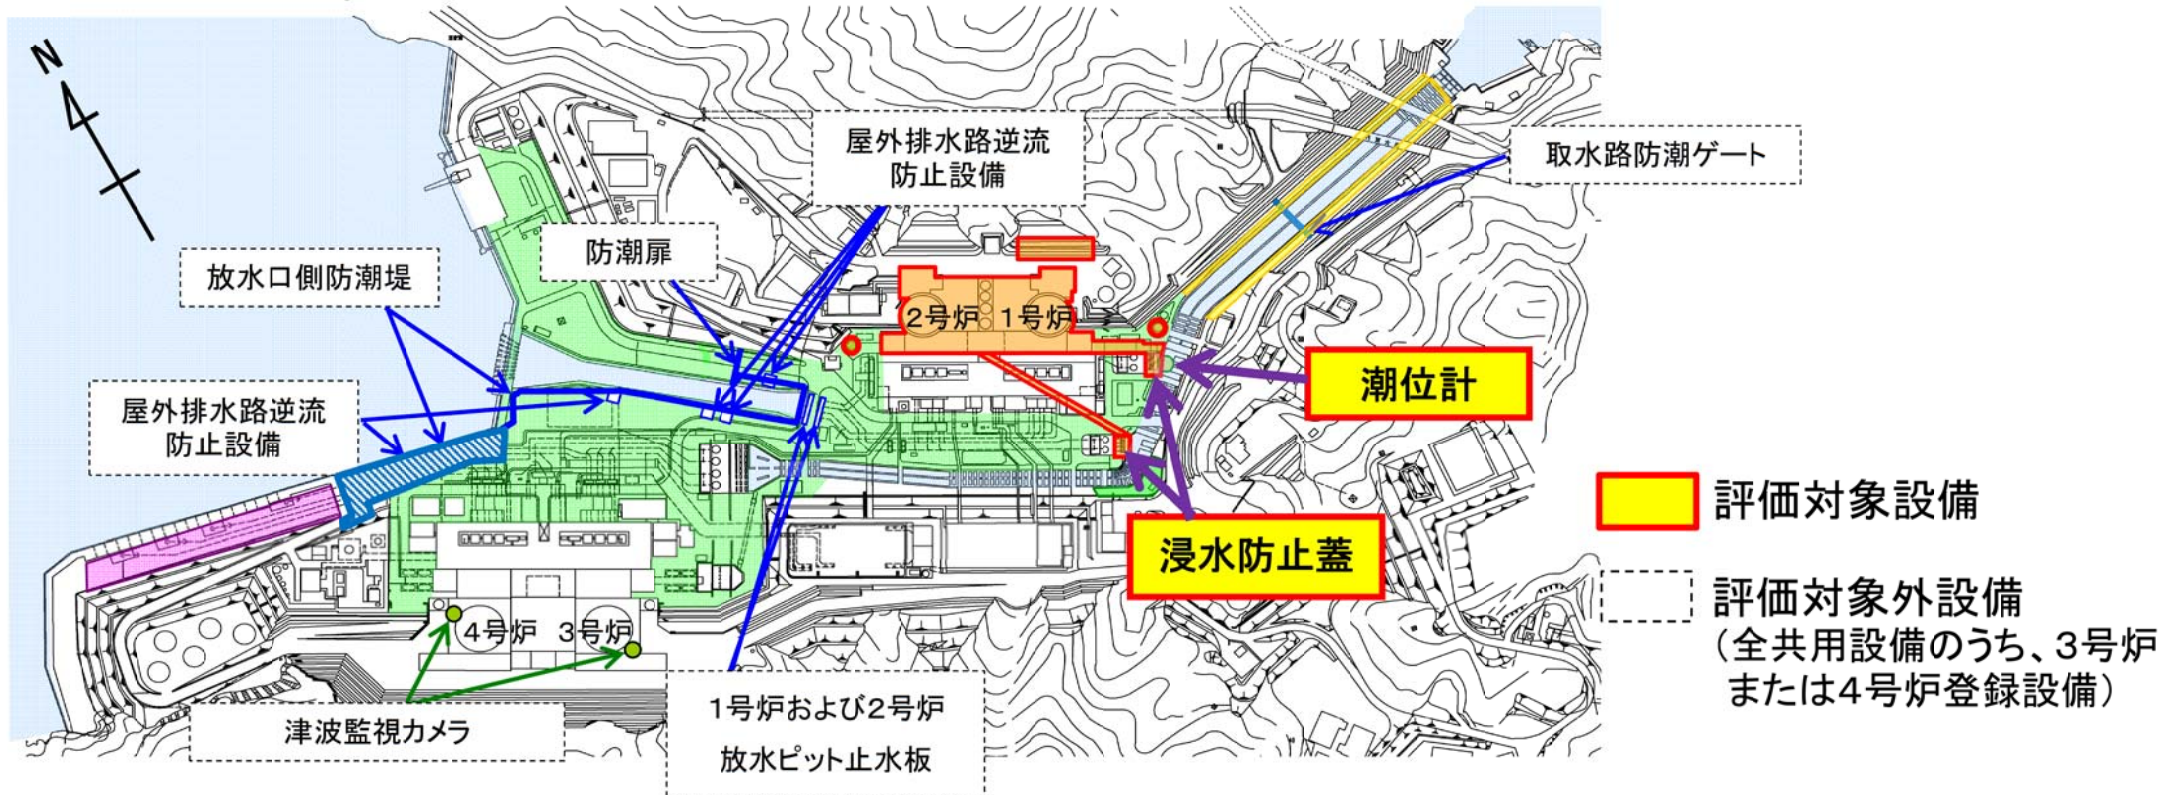 N
屋外排水路逆流
防止設備
取水路防潮ゲート
防潮扉
放水口側防潮堤
2号炉
1号炉
潮位計
屋外排水路逆流
防止設備
浸水防止蓋
評価対象設備
評価対象外設備
(全共用設備のうち、3号炉
または4号炉登録設備)
4号炉
3号炉
津波監視カメラ
1号炉および2号炉
放水ピット止水板